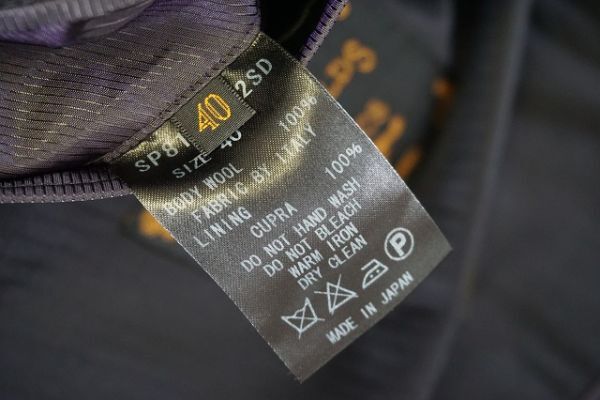 SP81
2SD
40
SIZE 40
BODY WOOL 100%
FABRIC BY ITALY
LINING
CUPRA 100%
DO NOT HAND WASH
DO NOT BLEACH
WARM IRON
DRY CLEAN
P
MADE IN JAPAN